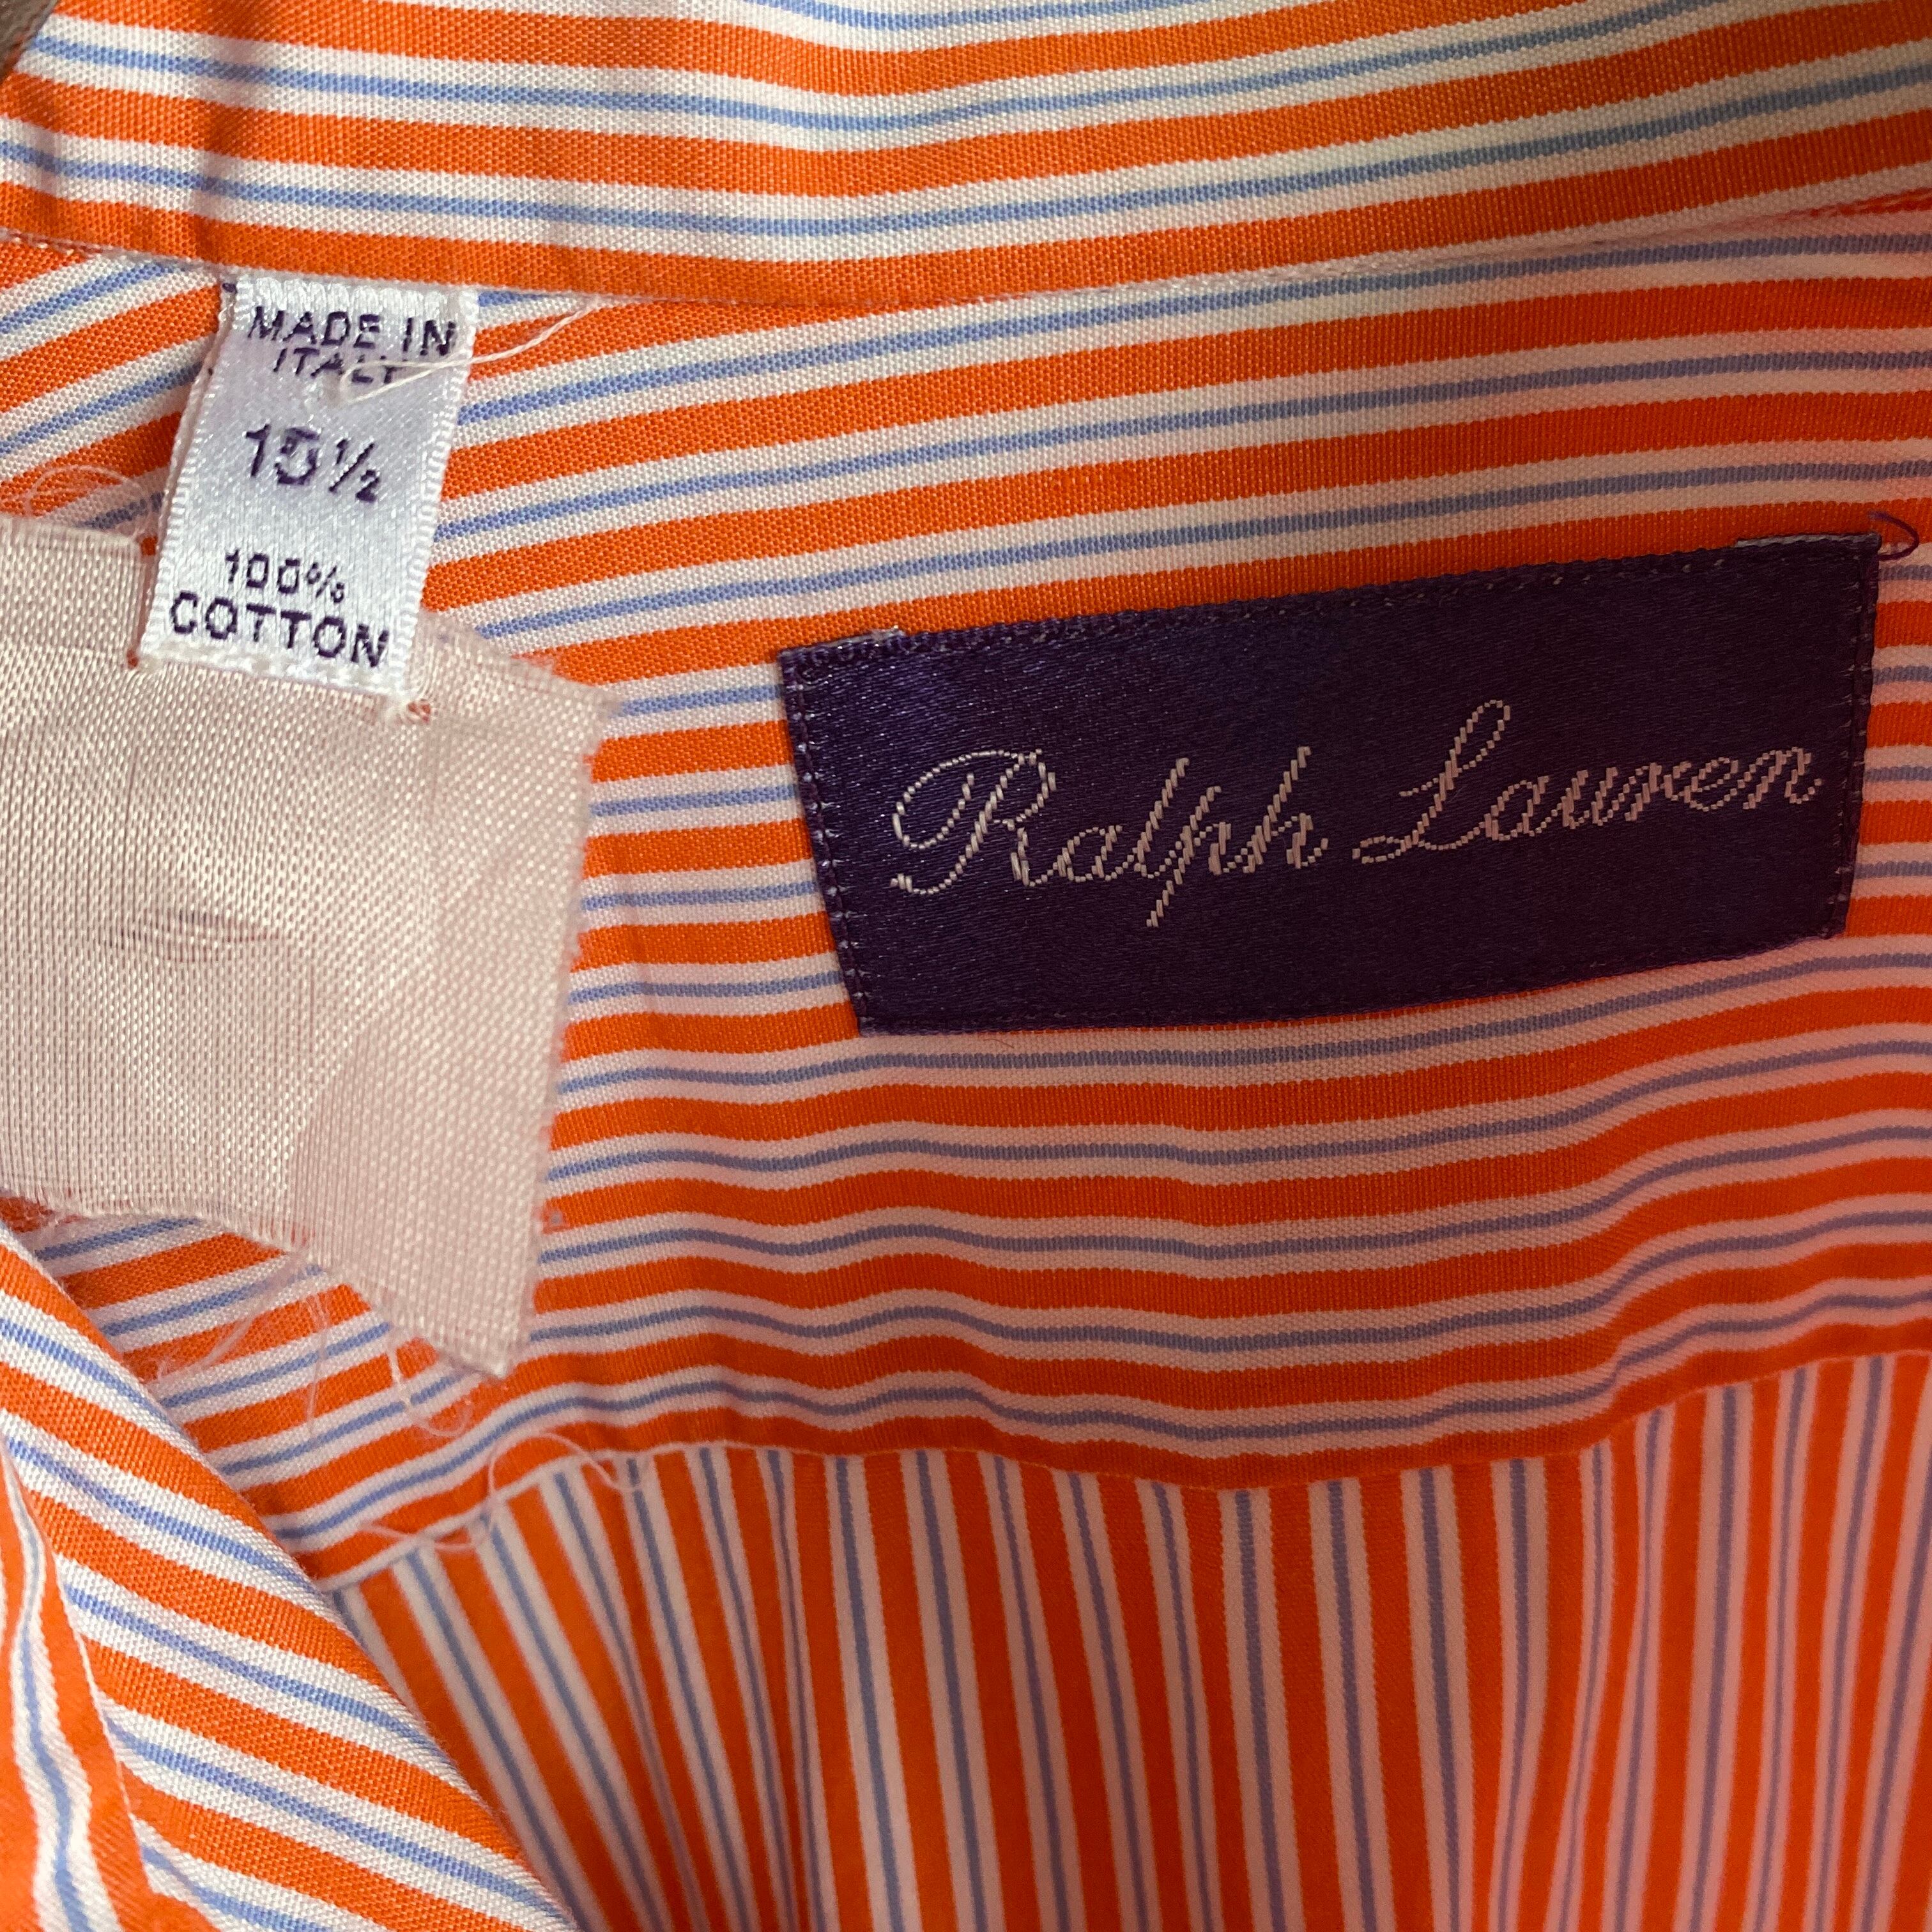 MADE IN
ITALY
15½
100%
COTTON
Ralph Lauren